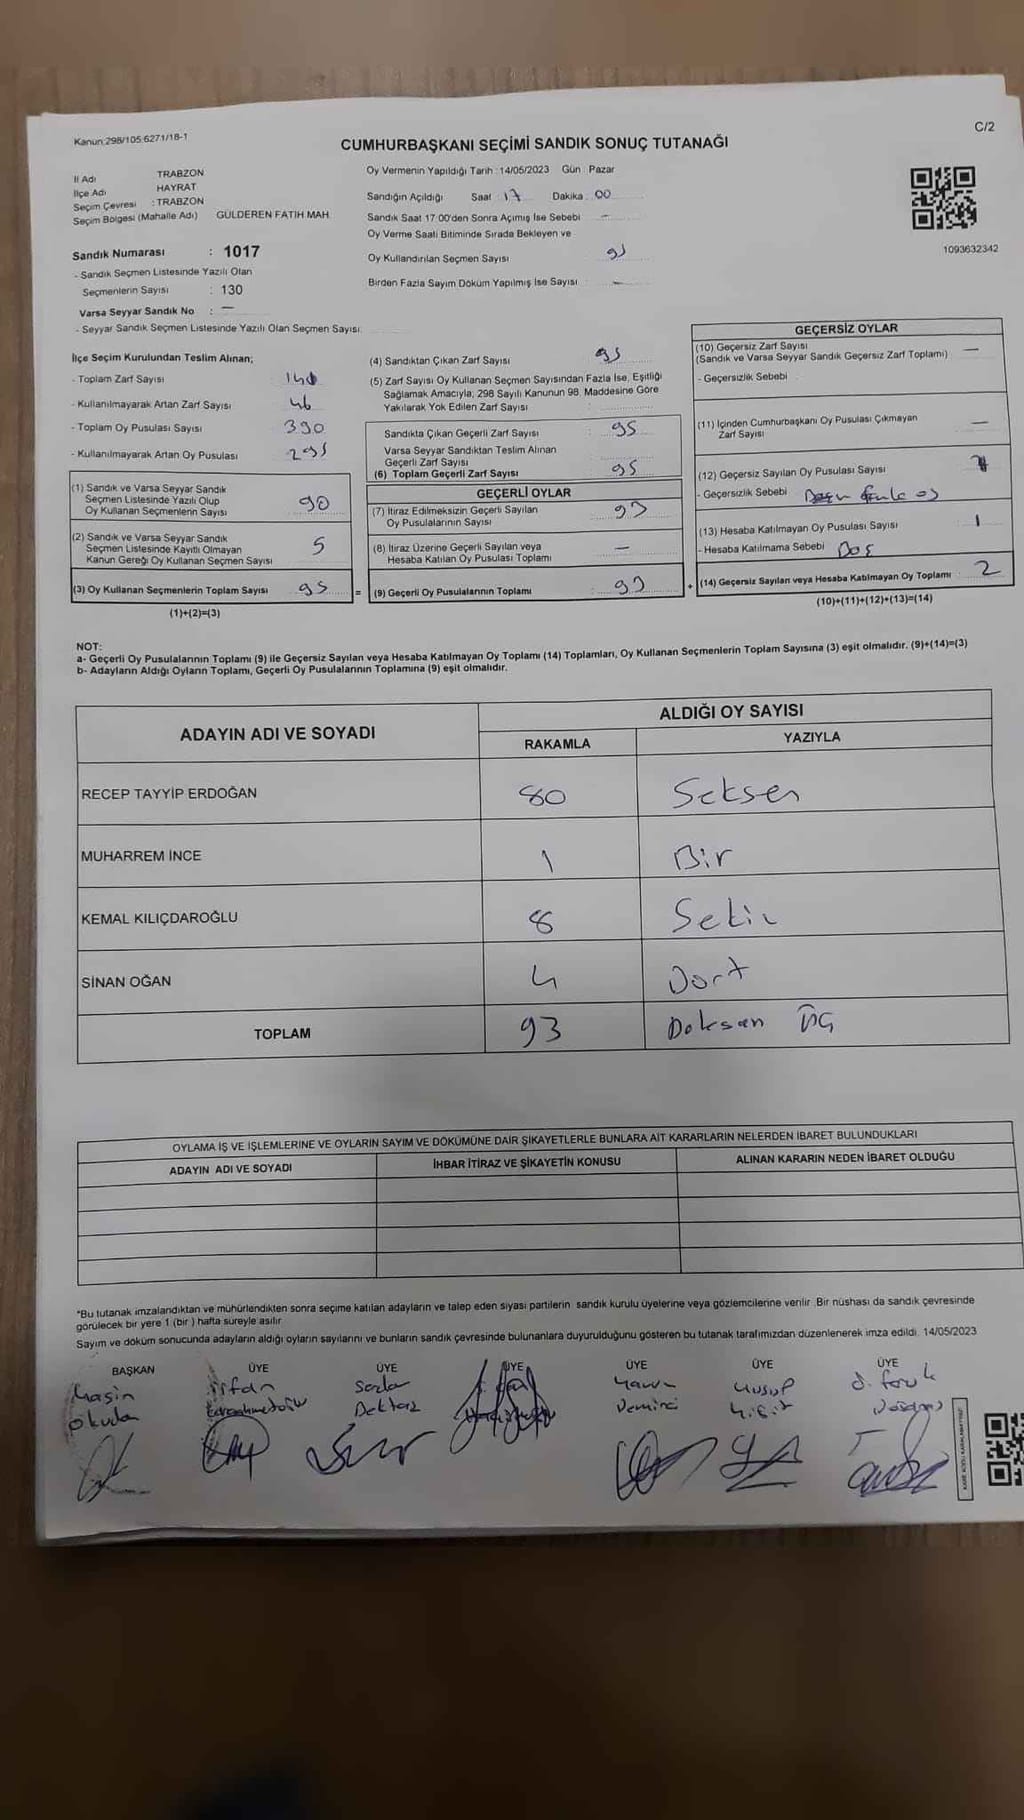 Kanun:298/105:6271/18-1
C/2
CUMHURBAŞKANI SEÇİMİ SANDIK SONUÇ TUTANAĞI
İl Adı TRABZON
İlçe Adı HAYRAT
Seçim Çevresi : TRABZON
Seçim Bölgesi (Mahalle Adı) GÜLDEREN FATİH MAH.
Sandık Numarası : 1017
- Sandık Seçmen Listesinde Yazılı Olan
Seçmenlerin Sayısı : 130
Varsa Seyyar Sandık No : —
- Seyyar Sandık Seçmen Listesinde Yazılı Olan Seçmen Sayısı:
Oy Vermenin Yapıldığı Tarih : 14/05/2023 Gün Pazar
Sandığın Açıldığı Saat 17 Dakika 00
Sandık Saat 17:00'den Sonra Açımış İse Sebebi —
Oy Verme Saati Bitiminde Sırada Bekleyen ve
Oy Kullandırılan Seçmen Sayısı
Birden Fazla Sayım Döküm Yapılmış İse Sayısı : —
1093632342
İlçe Seçim Kurulundan Teslim Alınan;
- Toplam Zarf Sayısı
- Kullanılmayarak Artan Zarf Sayısı 46
- Toplam Oy Pusulası Sayısı 390
- Kullanılmayarak Artan Oy Pusulası 295
(1) Sandık ve Varsa Seyyar Sandık
Seçmen Listesinde Yazılı Olup
Oy Kullanan Seçmenlerin Sayısı 90
(2) Sandık ve Varsa Seyyar Sandık
Seçmen Listesinde Kayıtlı Olmayan
Kanun Gereği Oy Kullanan Seçmen Sayısı 5
(3) Oy Kullanan Seçmenlerin Toplam Sayısı 95 =
(1)+(2)=(3)
(4) Sandıktan Çıkan Zarf Sayısı 95
(5) Zarf Sayısı Oy Kullanan Seçmen Sayısından Fazla İse, Eşitliği
Sağlamak Amacıyla; 298 Sayılı Kanunun 98. Maddesine Göre
Yakılarak Yok Edilen Zarf Sayısı
Sandıkta Çıkan Geçerli Zarf Sayısı : 95
Varsa Seyyar Sandıktan Teslim Alınan
Geçerli Zarf Sayısı
(6) Toplam Geçerli Zarf Sayısı 95
GEÇERLİ OYLAR
(7) İtiraz Edilmeksizin Geçerli Sayılan
Oy Pusulalarının Sayısı 93
(8) İtiraz Üzerine Geçerli Sayılan veya
Hesaba Katılan Oy Pusulası Toplamı —
(9) Geçerli Oy Pusulalarının Toplamı 93 +
GEÇERSİZ OYLAR
(10) Geçersiz Zarf Sayısı
(Sandık ve Varsa Seyyar Sandık Geçersiz Zarf Toplamı) —
- Geçersizlik Sebebi
(11) İçinden Cumhurbaşkanı Oy Pusulası Çıkmayan
Zarf Sayısı —
(12) Geçersiz Sayılan Oy Pusulası Sayısı
- Geçersizlik Sebebi
(13) Hesaba Katılmayan Oy Pusulası Sayısı 1
- Hesaba Katılmama Sebebi Boş
(14) Geçersiz Sayılan veya Hesaba Katılmayan Oy Toplamı : 2
(10)+(11)+(12)+(13)=(14)
NOT:
a- Geçerli Oy Pusulalarının Toplamı (9) ile Geçersiz Sayılan veya Hesaba Katılmayan Oy Toplamı (14) Toplamları, Oy Kullanan Seçmenlerin Toplam Sayısına (3) eşit olmalıdır. (9)+(14)=(3)
b- Adayların Aldığı Oyların Toplamı, Geçerli Oy Pusulalarının Toplamına (9) eşit olmalıdır.
ADAYIN ADI VE SOYADI ALDIĞI OY SAYISI
RAKAMLA YAZIYLA
RECEP TAYYİP ERDOĞAN 80 Seksen
MUHARREM İNCE 1 Bir
KEMAL KILIÇDAROĞLU 8 Sekiz
SİNAN OĞAN 4 Dört
TOPLAM 93 Doksan ÜÇ
OYLAMA İŞ VE İŞLEMLERİNE VE OYLARIN SAYIM VE DÖKÜMÜNE DAİR ŞİKAYETLERLE BUNLARA AİT KARARLARIN NELERDEN İBARET BULUNDUKLARI
ADAYIN ADI VE SOYADI İHBAR İTİRAZ VE ŞİKAYETİN KONUSU ALINAN KARARIN NEDEN İBARET OLDUĞU
*Bu tutanak imzalandıktan ve mühürlendikten sonra seçime katılan adayların ve talep eden siyasi partilerin sandık kurulu üyelerine veya gözlemcilerine verilir. Bir nüshası da sandık çevresinde
görülecek bir yere 1 (bir) hafta süreyle asılır.
Sayım ve döküm sonucunda adayların aldığı oyların sayılarını ve bunların sandık çevresinde bulunanlara duyurulduğunu gösteren bu tutanak tarafımızdan düzenlenerek imza edildi. 14/05/2023
BAŞKAN ÜYE ÜYE ÜYE ÜYE ÜYE ÜYE
Yusuf